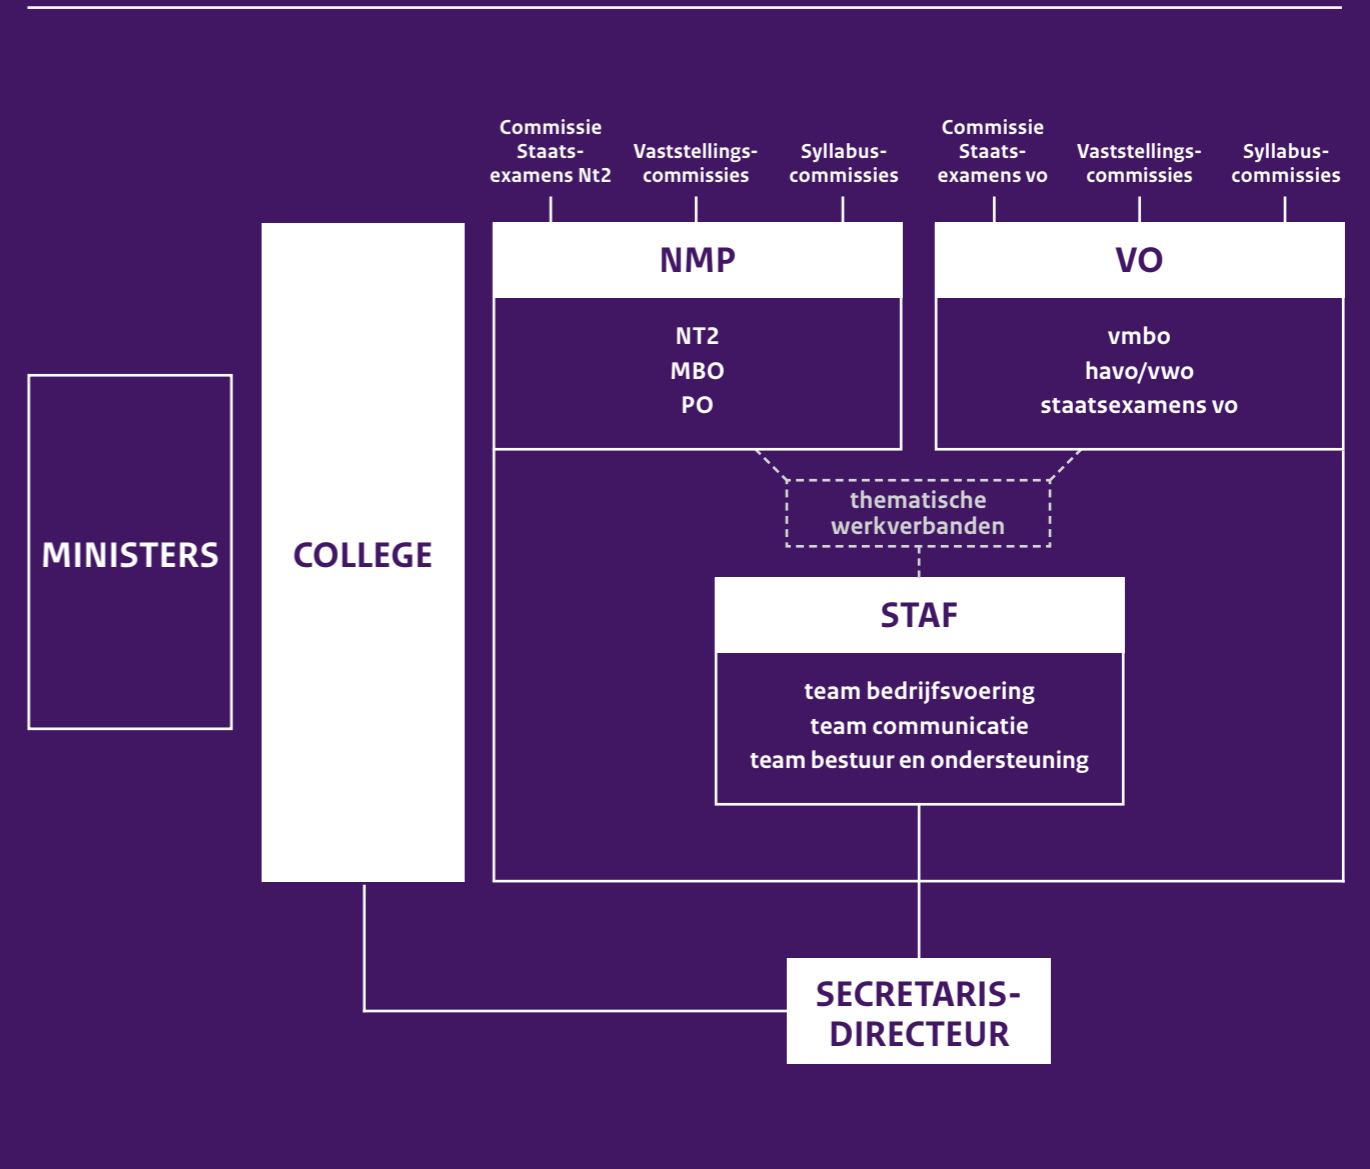 Commissie
Staats-
examens Nt2
Vaststellings-
commissies
Syllabus-
commissies
Commissie
Staats-
examens vo
Vaststellings-
commissies
Syllabus-
commissies
NMP
NT2
MBO
PO
VO
vmbo
havo/vwo
staatsexamens vo
thematische
werkverbanden
MINISTERS
COLLEGE
STAF
team bedrijfsvoering
team communicatie
team bestuur en ondersteuning
SECRETARIS-
DIRECTEUR